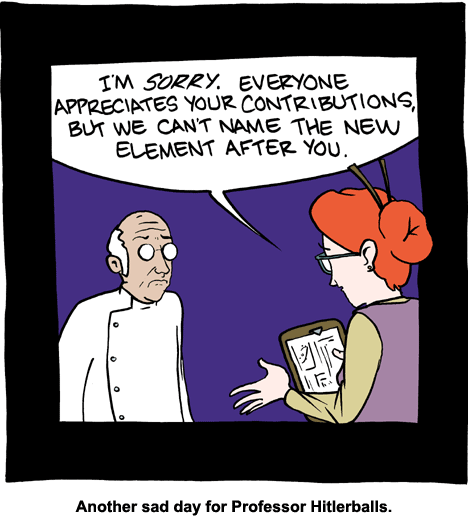 I'M SORRY. EVERYONE
APPRECIATES YOUR CONTRIBUTIONS,
BUT WE CAN'T NAME THE NEW
ELEMENT AFTER YOU.
Another sad day for Professor Hitlerballs.